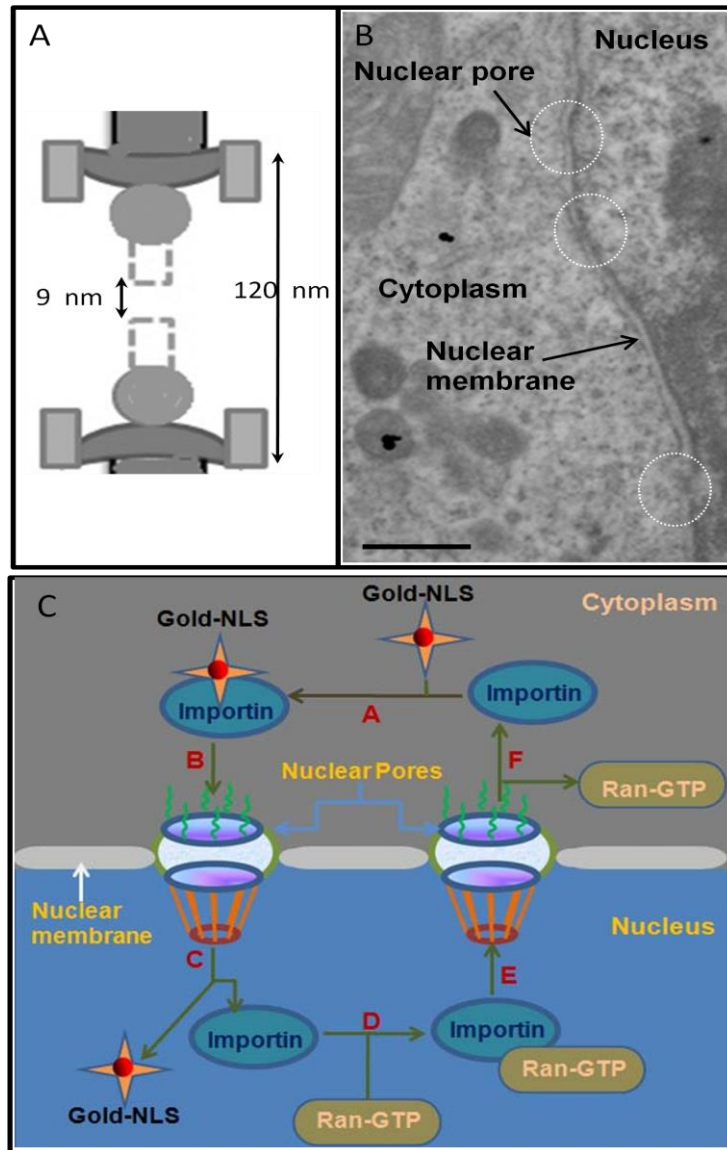 A
9 nm
120 nm
B
Nucleus
Nuclear pore
Cytoplasm
Nuclear
membrane
C
Cytoplasm
Gold-NLS
Gold-NLS
Importin
A
Importin
B
F
Nuclear Pores
Ran-GTP
Nuclear
membrane
Nucleus
C
E
Importin
D
Importin
Ran-GTP
Gold-NLS
Ran-GTP